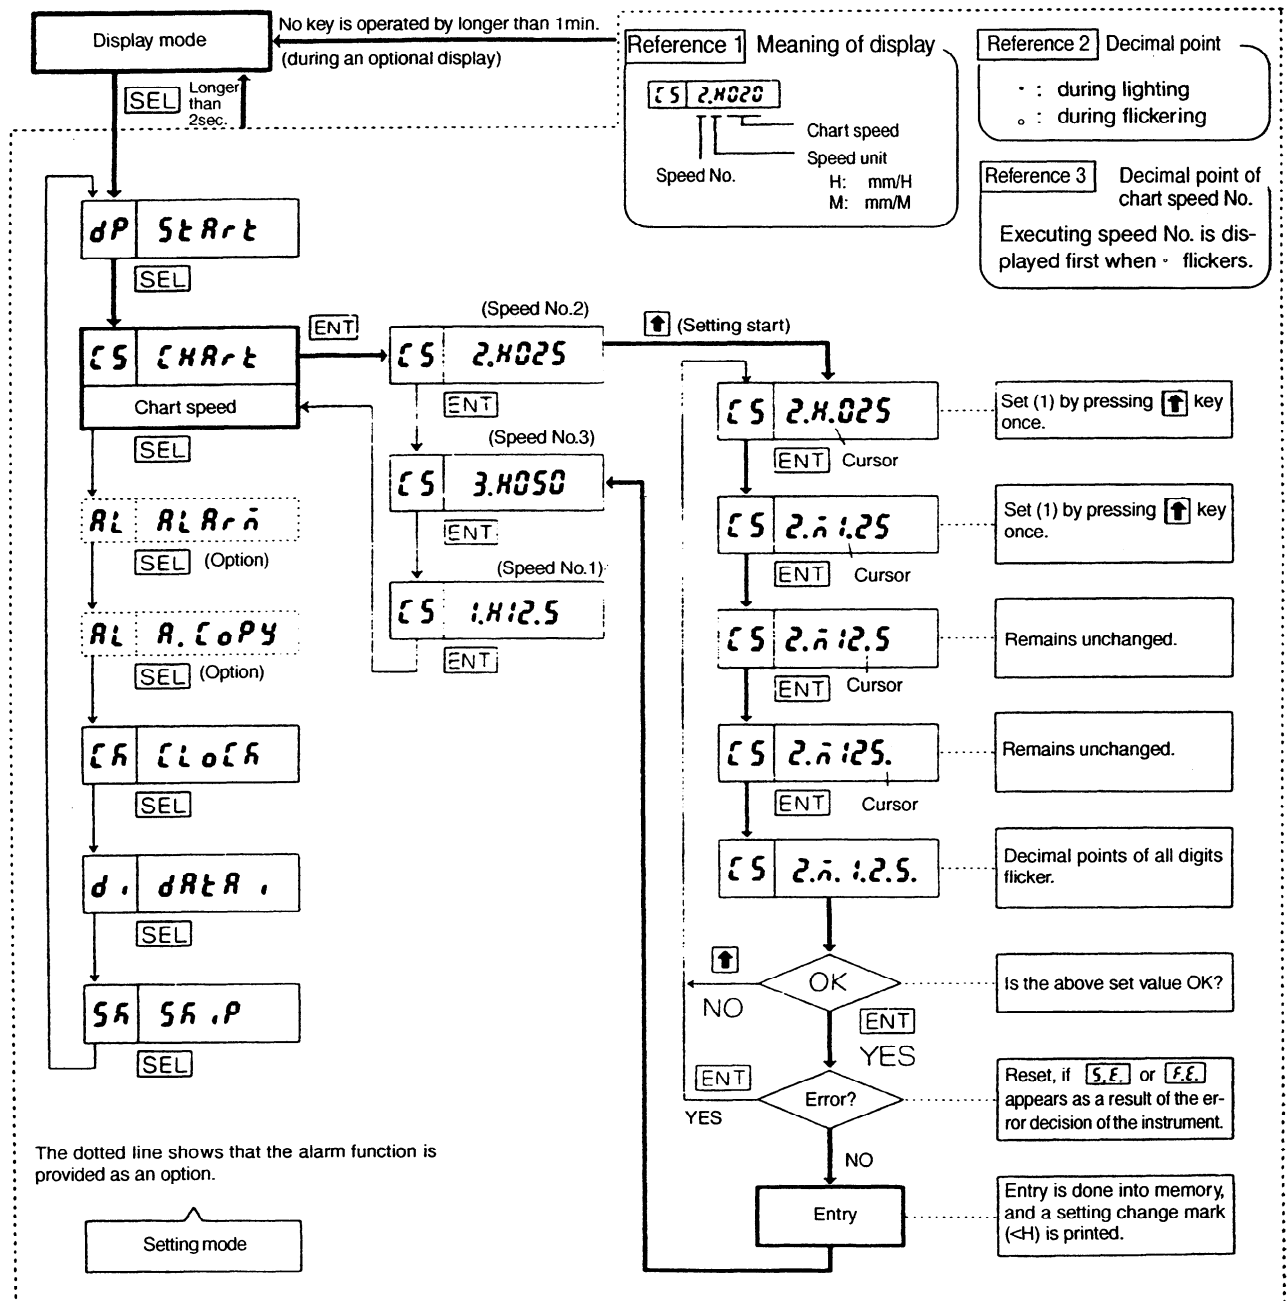 Display mode
No key is operated by longer than 1min.
(during an optional display)
SEL
Longer
than
2sec.
Reference 1 Meaning of display
CS 2.H020
Chart speed
Speed unit
Speed No.
H: mm/H
M: mm/M
Reference 2 Decimal point
· : during lighting
o : during flickering
Reference 3 Decimal point of
chart speed No.
Executing speed No. is dis-
played first when ∘ flickers.
dP StArt
SEL
CS CHArt
Chart speed
SEL
AL ALArm
SEL (Option)
AL A.CoPY
SEL (Option)
Ck CLoCk
SEL
di dAtA i
SEL
Sk SkiP
SEL
ENT
(Speed No.2)
CS 2.H025
ENT
(Speed No.3)
CS 3.H050
ENT
(Speed No.1)
CS 1.H12.5
ENT
⬆ (Setting start)
CS 2.H.025
ENT Cursor
Set (1) by pressing ⬆ key
once.
CS 2.m1.25
ENT Cursor
Set (1) by pressing ⬆ key
once.
CS 2.m12.5
ENT Cursor
Remains unchanged.
CS 2.m125.
ENT Cursor
Remains unchanged.
CS 2.m.1.2.5.
Decimal points of all digits
flicker.
⬆
OK
NO
ENT
YES
Is the above set value OK?
ENT
Error?
YES
NO
Reset, if S.E. or F.E.
appears as a result of the er-
ror decision of the instrument.
Entry
Entry is done into memory,
and a setting change mark
(<H) is printed.
The dotted line shows that the alarm function is
provided as an option.
Setting mode